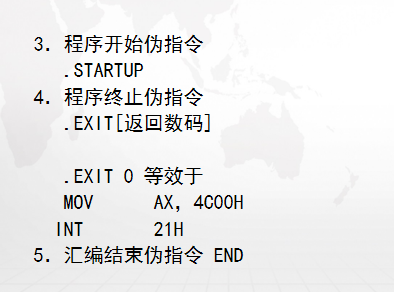 3. 程序开始伪指令
.STARTUP
4. 程序终止伪指令
.EXIT[返回数码]
.EXIT 0 等效于
MOV AX, 4C00H
INT 21H
5. 汇编结束伪指令 END